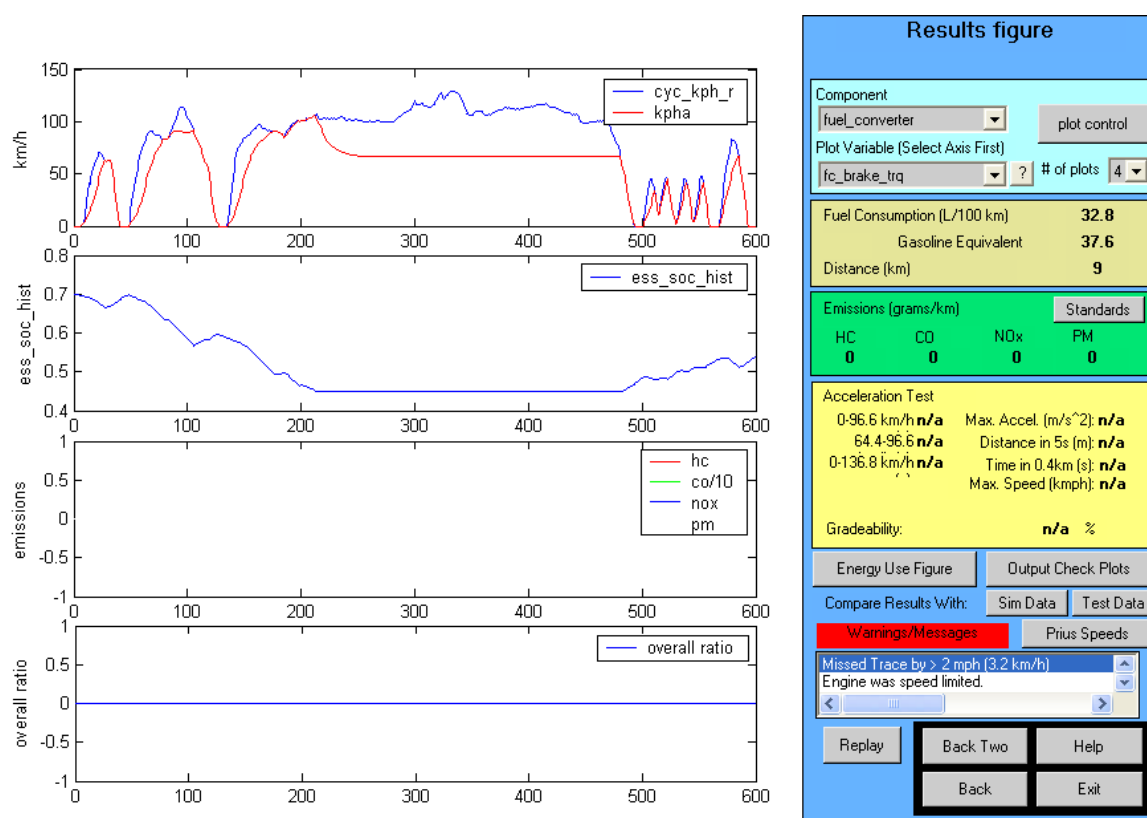 150
100
50
0
km/h
cyc_kph_r
kpha
0 100 200 300 400 500 600
0.8
0.7
0.6
0.5
0.4
ess_soc_hist
ess_soc_hist
0 100 200 300 400 500 600
1
0.5
0
-0.5
-1
emissions
hc
co/10
nox
pm
0 100 200 300 400 500 600
1
0.5
0
-0.5
-1
overall ratio
overall ratio
0 100 200 300 400 500 600
Results figure
Component
fuel_converter
plot control
Plot Variable (Select Axis First)
fc_brake_trq ? # of plots 4
Fuel Consumption (L/100 km) 32.8
Gasoline Equivalent 37.6
Distance (km) 9
Emissions (grams/km) Standards
HC CO NOx PM
0 0 0 0
Acceleration Test
0-96.6 km/h n/a Max. Accel. (m/s^2): n/a
64.4-96.6 n/a Distance in 5s (m): n/a
0-136.8 km/h n/a Time in 0.4km (s): n/a
Max. Speed (kmph): n/a
Gradeability: n/a %
Energy Use Figure Output Check Plots
Compare Results With: Sim Data Test Data
Warnings/Messages Prius Speeds
Missed Trace by > 2 mph (3.2 km/h)
Engine was speed limited.
Replay Back Two Help
Back Exit